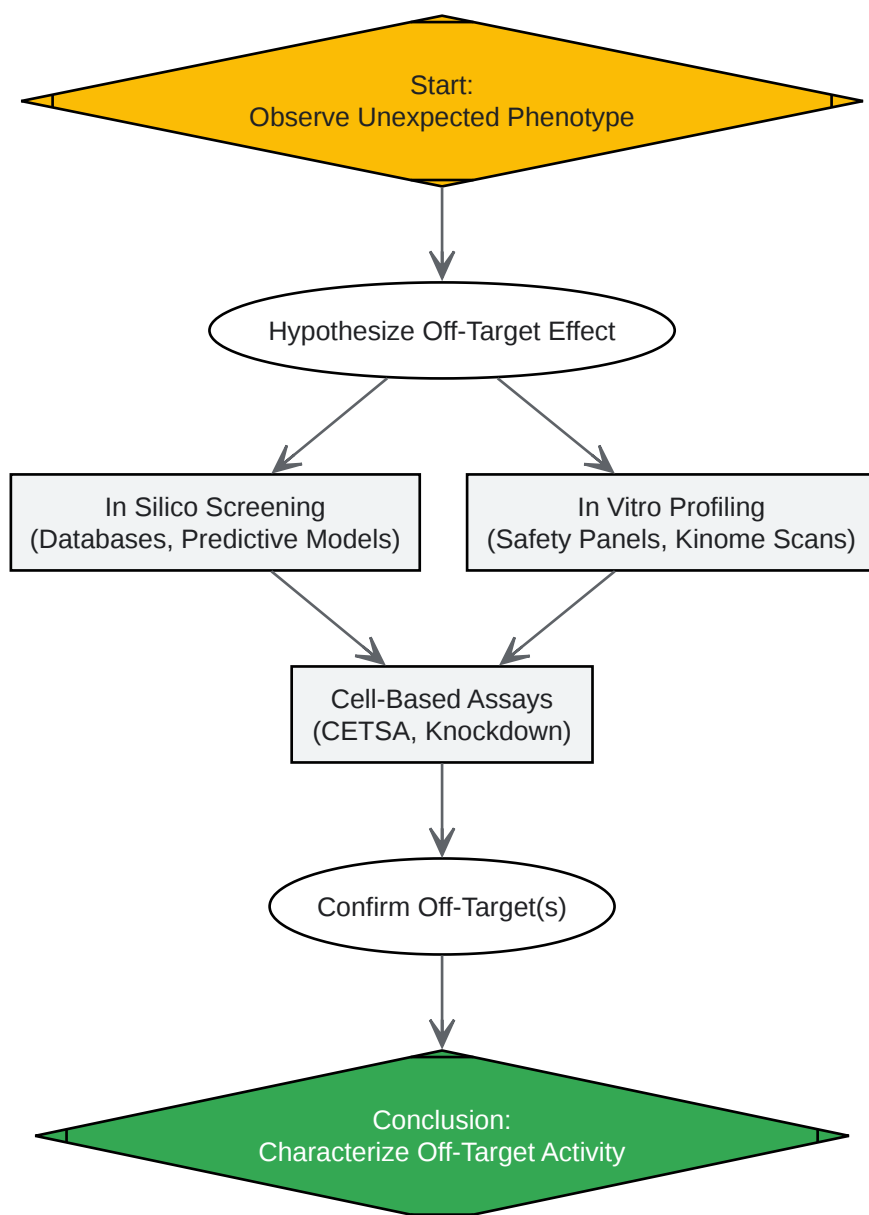 Start:
Observe Unexpected Phenotype
Hypothesize Off-Target Effect
In Silico Screening
(Databases, Predictive Models)
In Vitro Profiling
(Safety Panels, Kinome Scans)
Cell-Based Assays
(CETSA, Knockdown)
Confirm Off-Target(s)
Conclusion:
Characterize Off-Target Activity